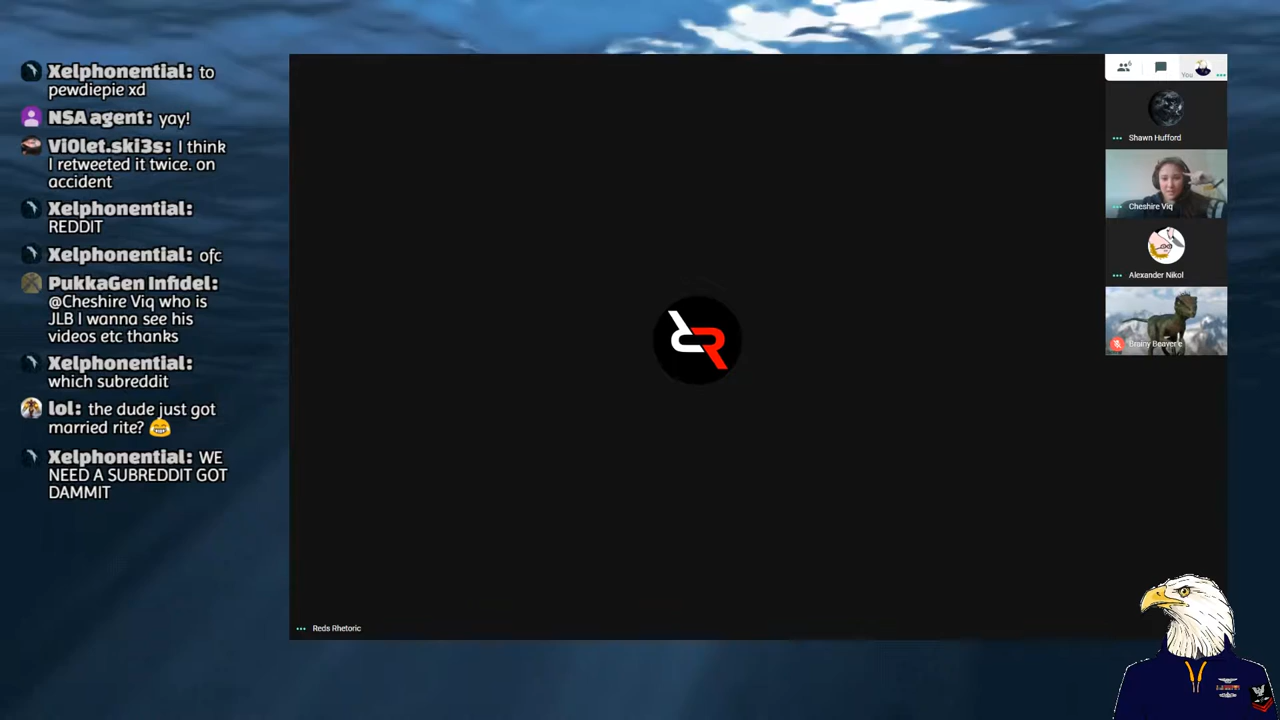 Xelphonential: to
pewdiepie xd
NSA agent: yay!
Vi0let.ski3s: I think
I retweeted it twice. on
accident
Xelphonential:
REDDIT
Xelphonential: ofc
PukkaGen Infidel:
@Cheshire Viq who is
JLB I wanna see his
videos etc thanks
Xelphonential:
which subreddit
lol: the dude just got
married rite? 😁
Xelphonential: WE
NEED A SUBREDDIT GOT
DAMMIT
You
Shawn Hufford
Cheshire Viq
Alexander Nikol
Brainy Beaver
Reds Rhetoric